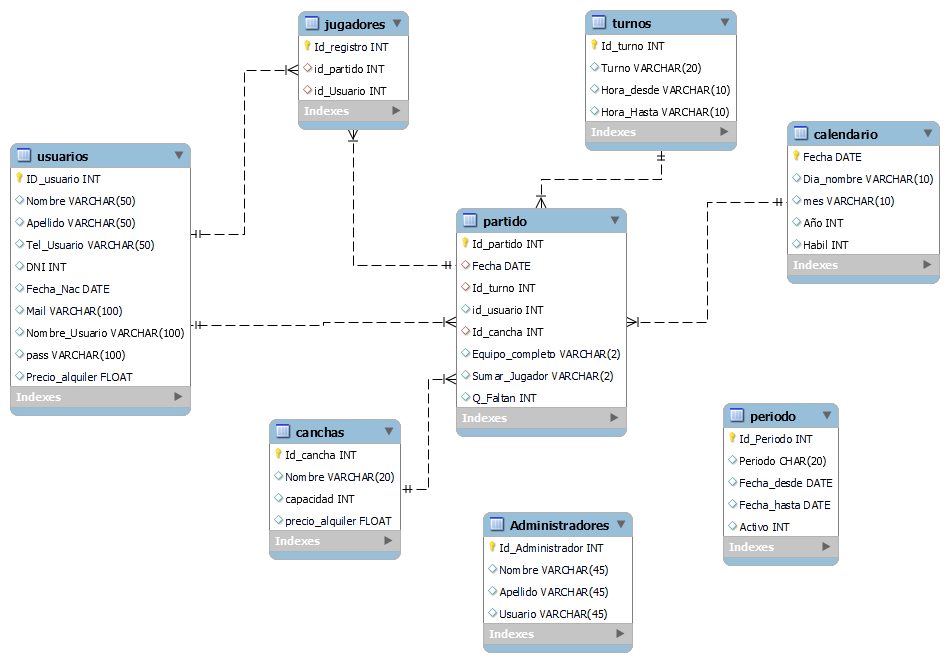 jugadores
Id_registro INT
id_partido INT
id_Usuario INT
Indexes
turnos
Id_turno INT
Turno VARCHAR(20)
Hora_desde VARCHAR(10)
Hora_Hasta VARCHAR(10)
Indexes
usuarios
ID_usuario INT
Nombre VARCHAR(50)
Apellido VARCHAR(50)
Tel_Usuario VARCHAR(50)
DNI INT
Fecha_Nac DATE
Mail VARCHAR(100)
Nombre_Usuario VARCHAR(100)
pass VARCHAR(100)
Precio_alquiler FLOAT
Indexes
calendario
Fecha DATE
Dia_nombre VARCHAR(10)
mes VARCHAR(10)
Año INT
Habil INT
Indexes
partido
Id_partido INT
Fecha DATE
Id_turno INT
id_usuario INT
Id_cancha INT
Equipo_completo VARCHAR(2)
Sumar_Jugador VARCHAR(2)
Q_Faltan INT
Indexes
canchas
Id_cancha INT
Nombre VARCHAR(20)
capacidad INT
precio_alquiler FLOAT
Indexes
periodo
Id_Periodo INT
Periodo CHAR(20)
Fecha_desde DATE
Fecha_hasta DATE
Activo INT
Indexes
Administradores
Id_Administrador INT
Nombre VARCHAR(45)
Apellido VARCHAR(45)
Usuario VARCHAR(45)
Indexes